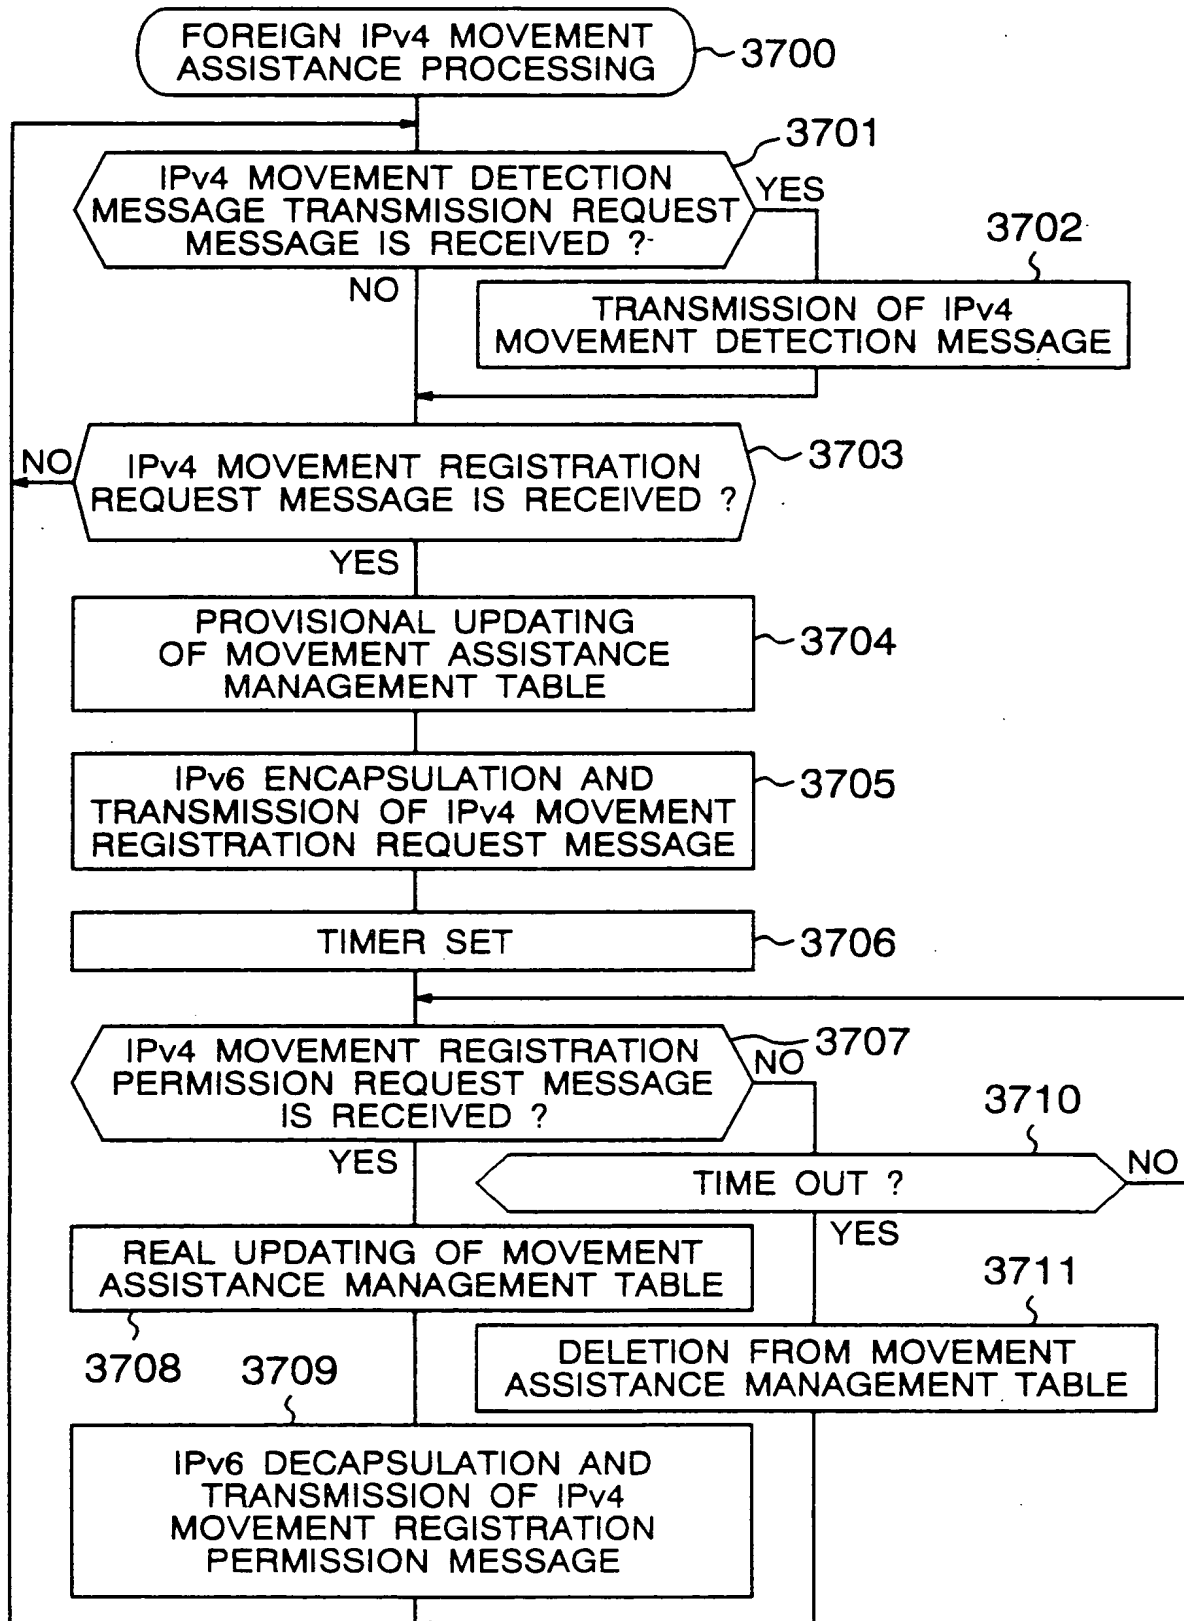 FOREIGN IPv4 MOVEMENT
ASSISTANCE PROCESSING
3700
3701
IPv4 MOVEMENT DETECTION
MESSAGE TRANSMISSION REQUEST
MESSAGE IS RECEIVED ?
YES
NO
3702
TRANSMISSION OF IPv4
MOVEMENT DETECTION MESSAGE
NO
IPv4 MOVEMENT REGISTRATION
REQUEST MESSAGE IS RECEIVED ?
3703
YES
PROVISIONAL UPDATING
OF MOVEMENT ASSISTANCE
MANAGEMENT TABLE
3704
IPv6 ENCAPSULATION AND
TRANSMISSION OF IPv4 MOVEMENT
REGISTRATION REQUEST MESSAGE
3705
TIMER SET
3706
IPv4 MOVEMENT REGISTRATION
PERMISSION REQUEST MESSAGE
IS RECEIVED ?
3707
NO
YES
3710
TIME OUT ?
NO
YES
REAL UPDATING OF MOVEMENT
ASSISTANCE MANAGEMENT TABLE
3708
3711
DELETION FROM MOVEMENT
ASSISTANCE MANAGEMENT TABLE
3709
IPv6 DECAPSULATION AND
TRANSMISSION OF IPv4
MOVEMENT REGISTRATION
PERMISSION MESSAGE